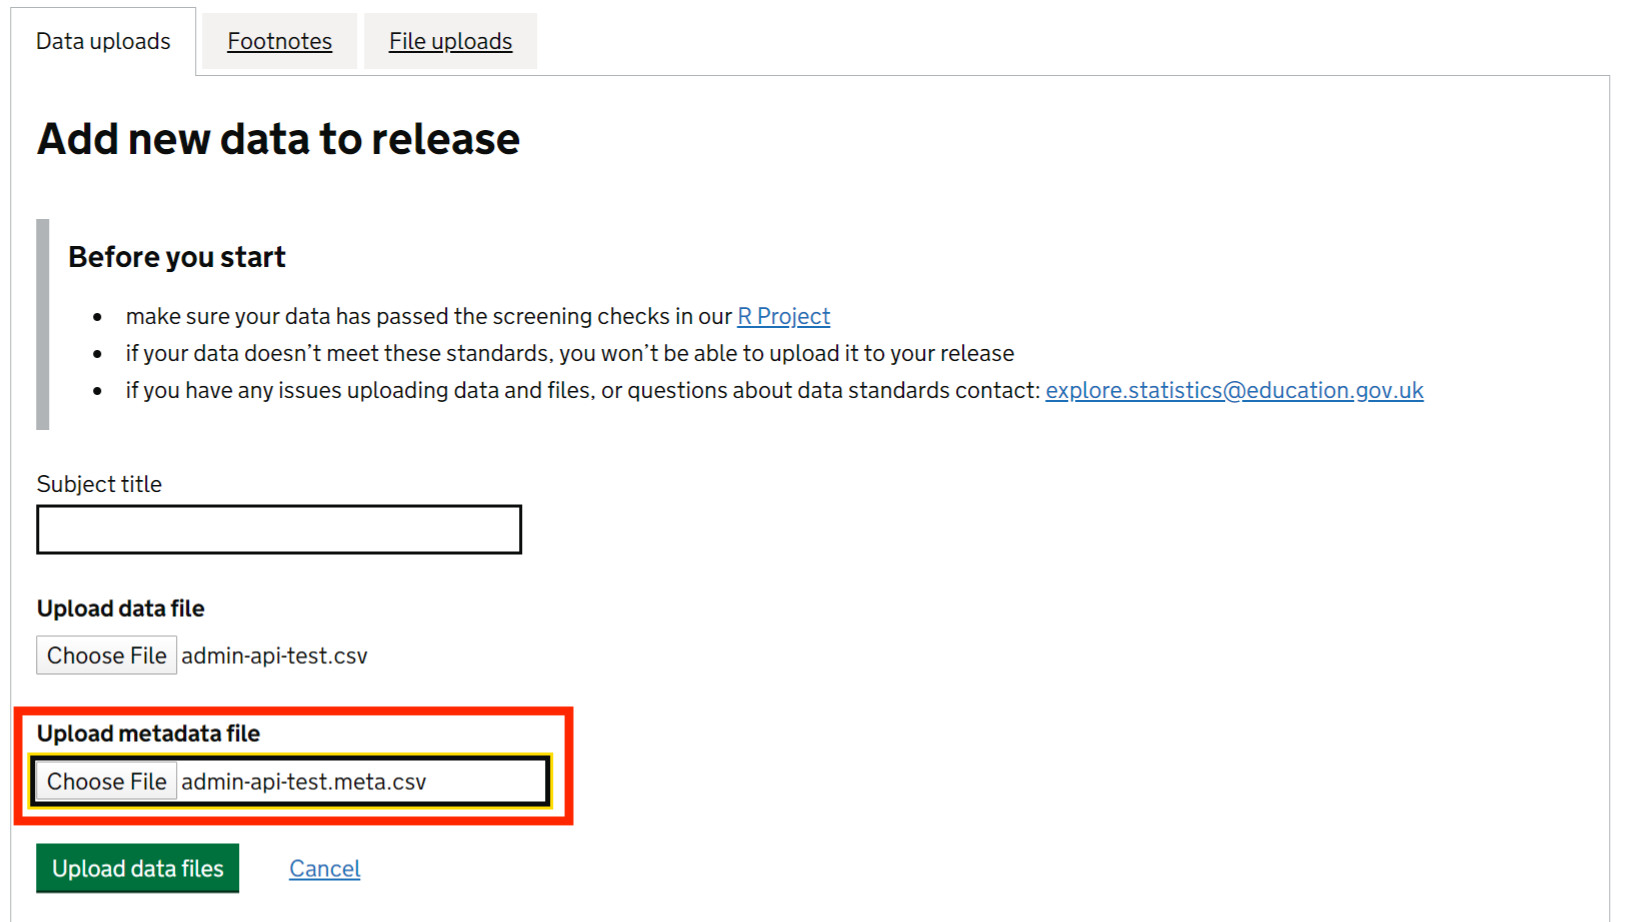 Data uploads Footnotes File uploads
Add new data to release
Before you start
• make sure your data has passed the screening checks in our R Project
• if your data doesn’t meet these standards, you won’t be able to upload it to your release
• if you have any issues uploading data and files, or questions about data standards contact: explore.statistics@education.gov.uk
Subject title
Upload data file
Choose File admin-api-test.csv
Upload metadata file
Choose File admin-api-test.meta.csv
Upload data files Cancel